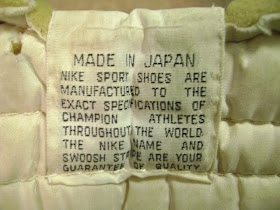 MADE IN JAPAN
NIKE SPORT SHOES ARE
MANUFACTURED TO THE
EXACT SPECIFICATIONS OF
CHAMPION ATHLETES
THROUGHOUT THE WORLD.
THE NIKE NAME AND
SWOOSH STRIPE ARE YOUR
GUARANTEE OF QUALITY.